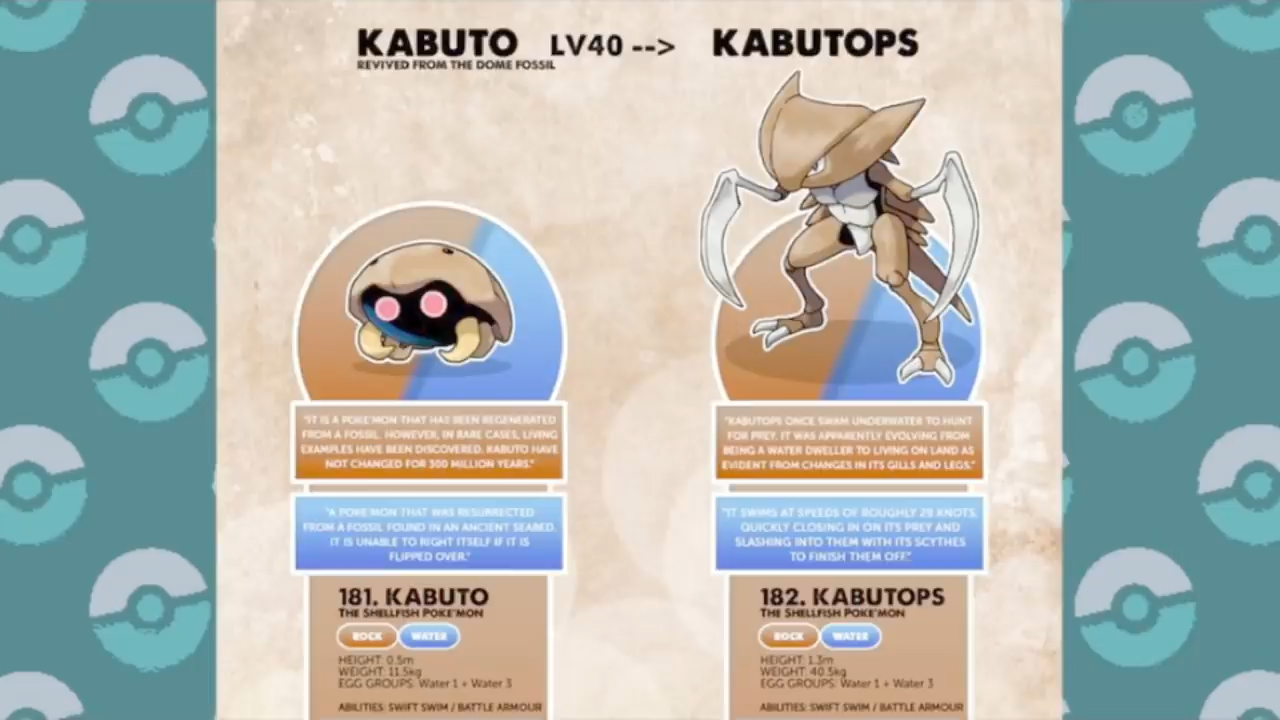 KABUTO LV40 --> KABUTOPS
REVIVED FROM THE DOME FOSSIL
"IT IS A POKE'MON THAT HAS BEEN REGENERATED
FROM A FOSSIL. HOWEVER, IN RARE CASES, LIVING
EXAMPLES HAVE BEEN DISCOVERED. KABUTO HAVE
NOT CHANGED FOR 300 MILLION YEARS."
"A POKE'MON THAT WAS RESURRECTED
FROM A FOSSIL FOUND IN AN ANCIENT SEABED.
IT IS UNABLE TO RIGHT ITSELF IF IT IS
FLIPPED OVER."
181. KABUTO
THE SHELLFISH POKE'MON
ROCK WATER
HEIGHT: 0.5m
WEIGHT: 11.5kg
EGG GROUPS: Water 1 + Water 3
ABILITIES: SWIFT SWIM / BATTLE ARMOUR
"KABUTOPS ONCE SWAM UNDERWATER TO HUNT
FOR PREY. IT WAS APPARENTLY EVOLVING FROM
BEING A WATER DWELLER TO LIVING ON LAND AS
EVIDENT FROM CHANGES IN ITS GILLS AND LEGS."
"IT SWIMS AT SPEEDS OF ROUGHLY 29 KNOTS,
QUICKLY CLOSING IN ON ITS PREY AND
SLASHING INTO THEM WITH ITS SCYTHES
TO FINISH THEM OFF."
182. KABUTOPS
THE SHELLFISH POKE'MON
ROCK WATER
HEIGHT: 1.3m
WEIGHT: 40.5kg
EGG GROUPS: Water 1 + Water 3
ABILITIES: SWIFT SWIM / BATTLE ARMOUR